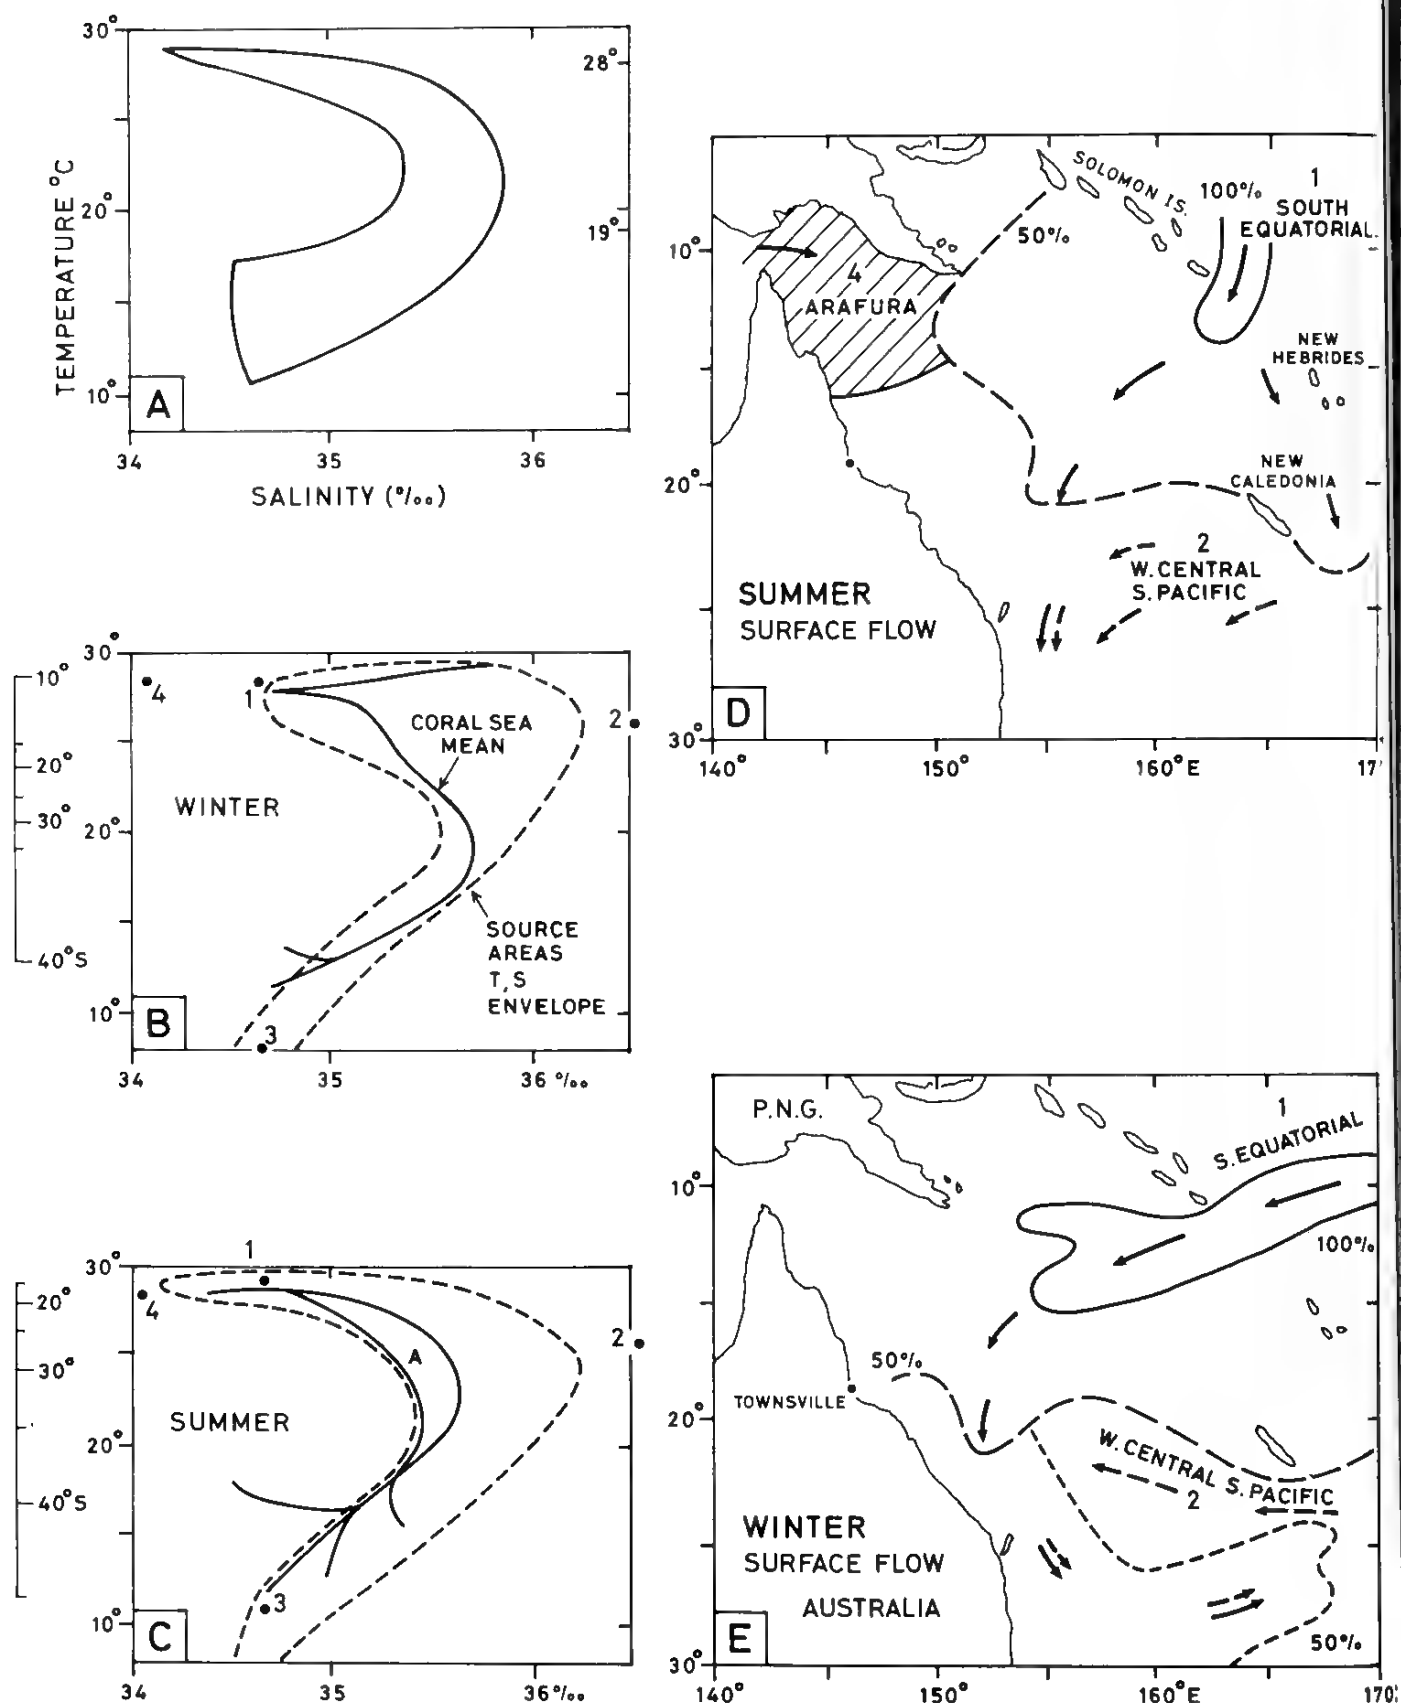 30°
28°
20°
19°
10°
TEMPERATURE °C
A
34
35
36
SALINITY (‰)
30°
10°
4
1
2
CORAL SEA
MEAN
20°
WINTER
30°
20°
SOURCE
AREAS
T,S
ENVELOPE
40°S
10°
B
3
34
35
36 ‰
1
30°
20°
4
2
30°
A
SUMMER
20°
40°S
10°
3
C
34
35
36‰
SOLOMON IS.
100%
1
SOUTH
EQUATORIAL.
50%
10°
4
ARAFURA
NEW
HEBRIDES
NEW
CALEDONIA
20°
2
W. CENTRAL
S. PACIFIC
SUMMER
SURFACE FLOW
D
30°
140°
150°
160°E
17
P.N.G.
1
S. EQUATORIAL
10°
100%
50%
TOWNSVILLE
20°
W. CENTRAL S. PACIFIC
2
WINTER
SURFACE FLOW
AUSTRALIA
E
50%
30°
140°
150°
160°E
170°